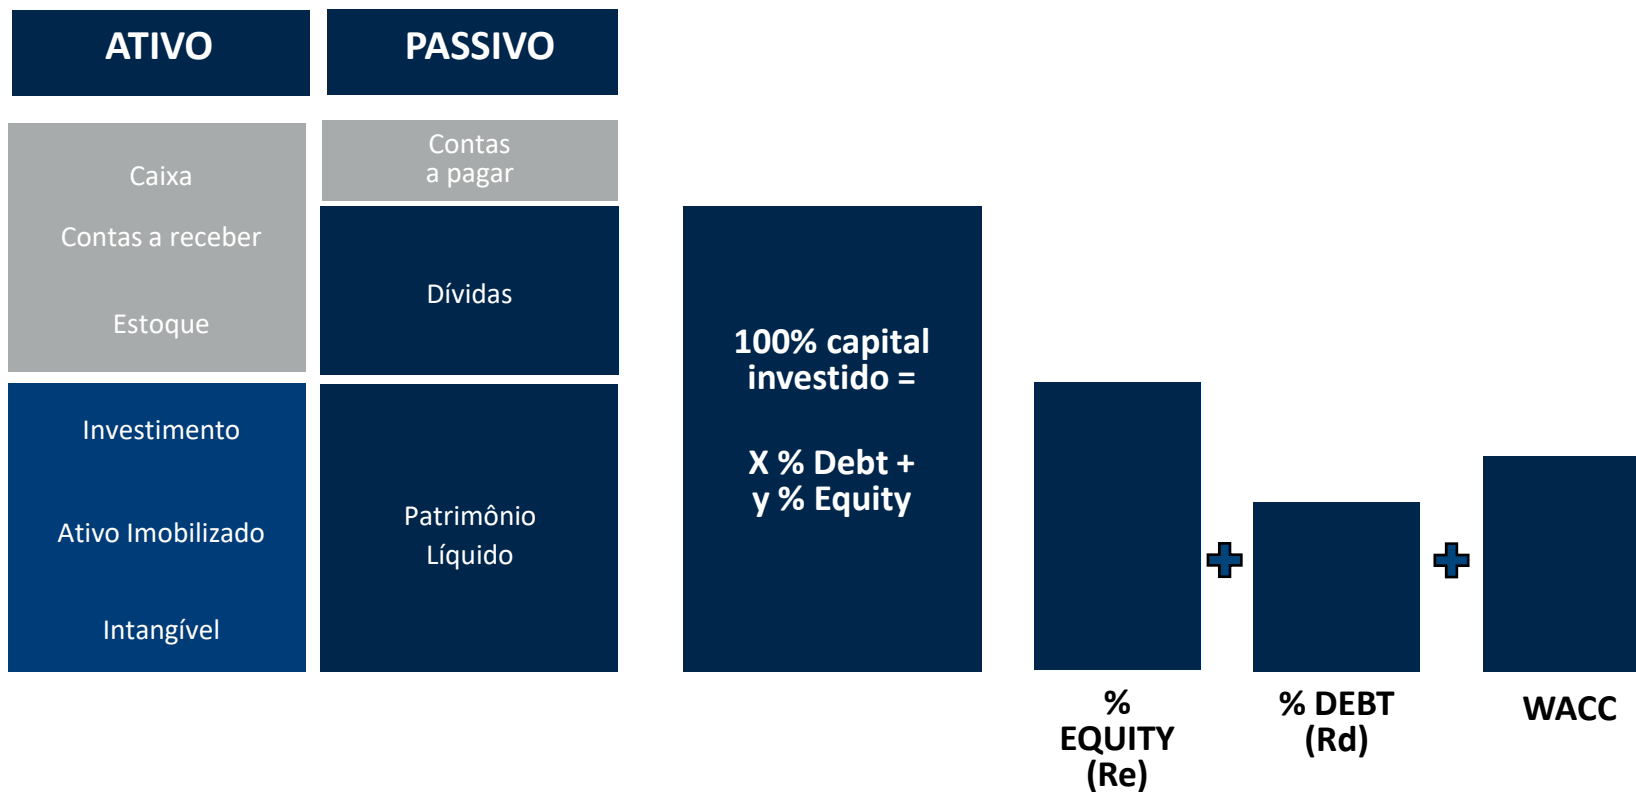 ATIVO
PASSIVO
Caixa
Contas a receber
Estoque
Investimento
Ativo Imobilizado
Intangível
Contas
a pagar
Dívidas
Patrimônio
Líquido
100% capital
investido =
X % Debt +
y % Equity
%
EQUITY
(Re)
% DEBT
(Rd)
WACC